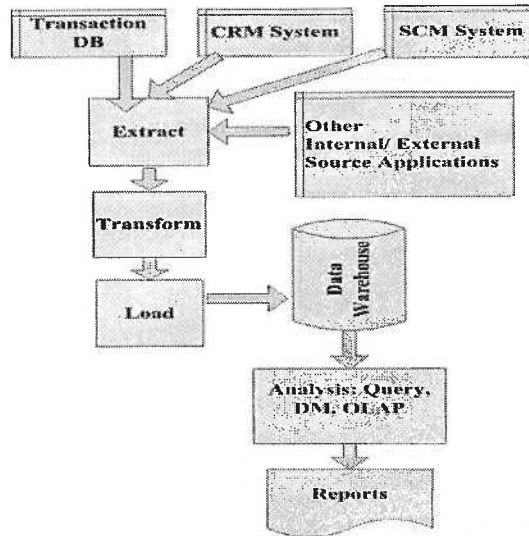 Transaction
DB
CRM System
SCM System
Extract
Other
Internal/ External
Source Applications
Transform
Load
Data
Warehouse
Analysis: Query,
DM, OLAP
Reports